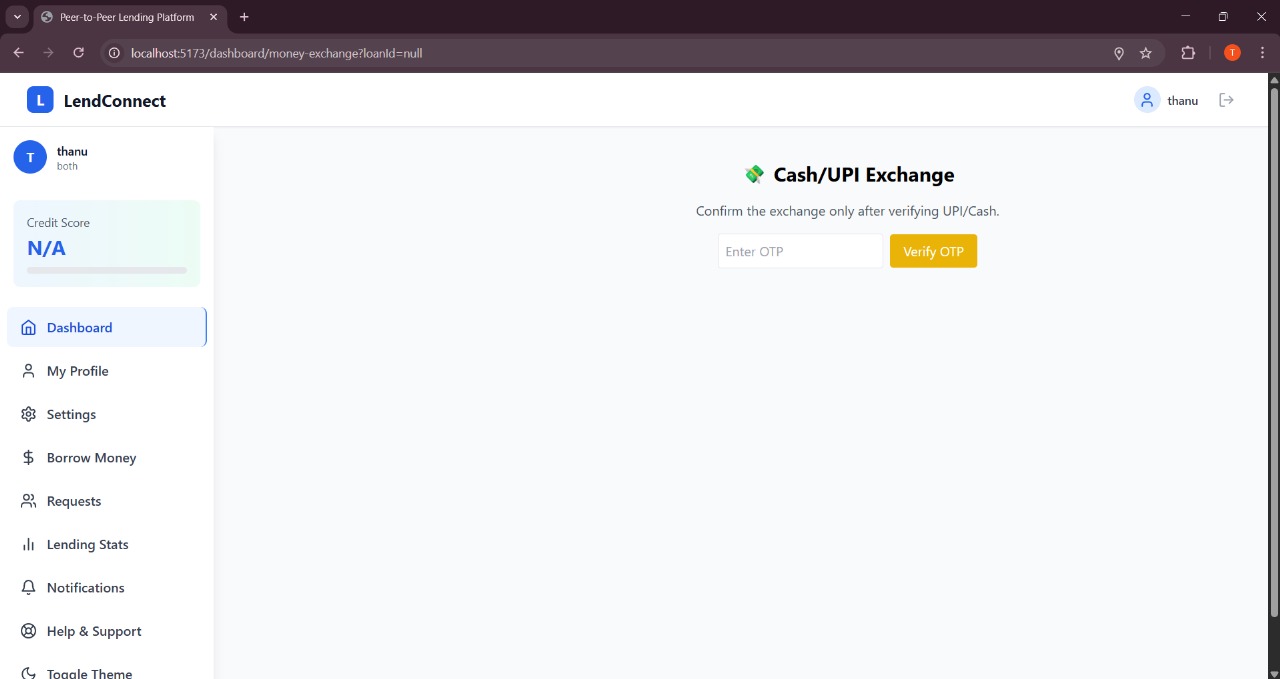 Peer-to-Peer Lending Platform
localhost:5173/dashboard/money-exchange?loanId=null
T
L LendConnect
thanu
T
thanu
both
Credit Score
N/A
Dashboard
My Profile
Settings
Borrow Money
Requests
Lending Stats
Notifications
Help & Support
Toggle Theme
💸 Cash/UPI Exchange
Confirm the exchange only after verifying UPI/Cash.
Enter OTP Verify OTP